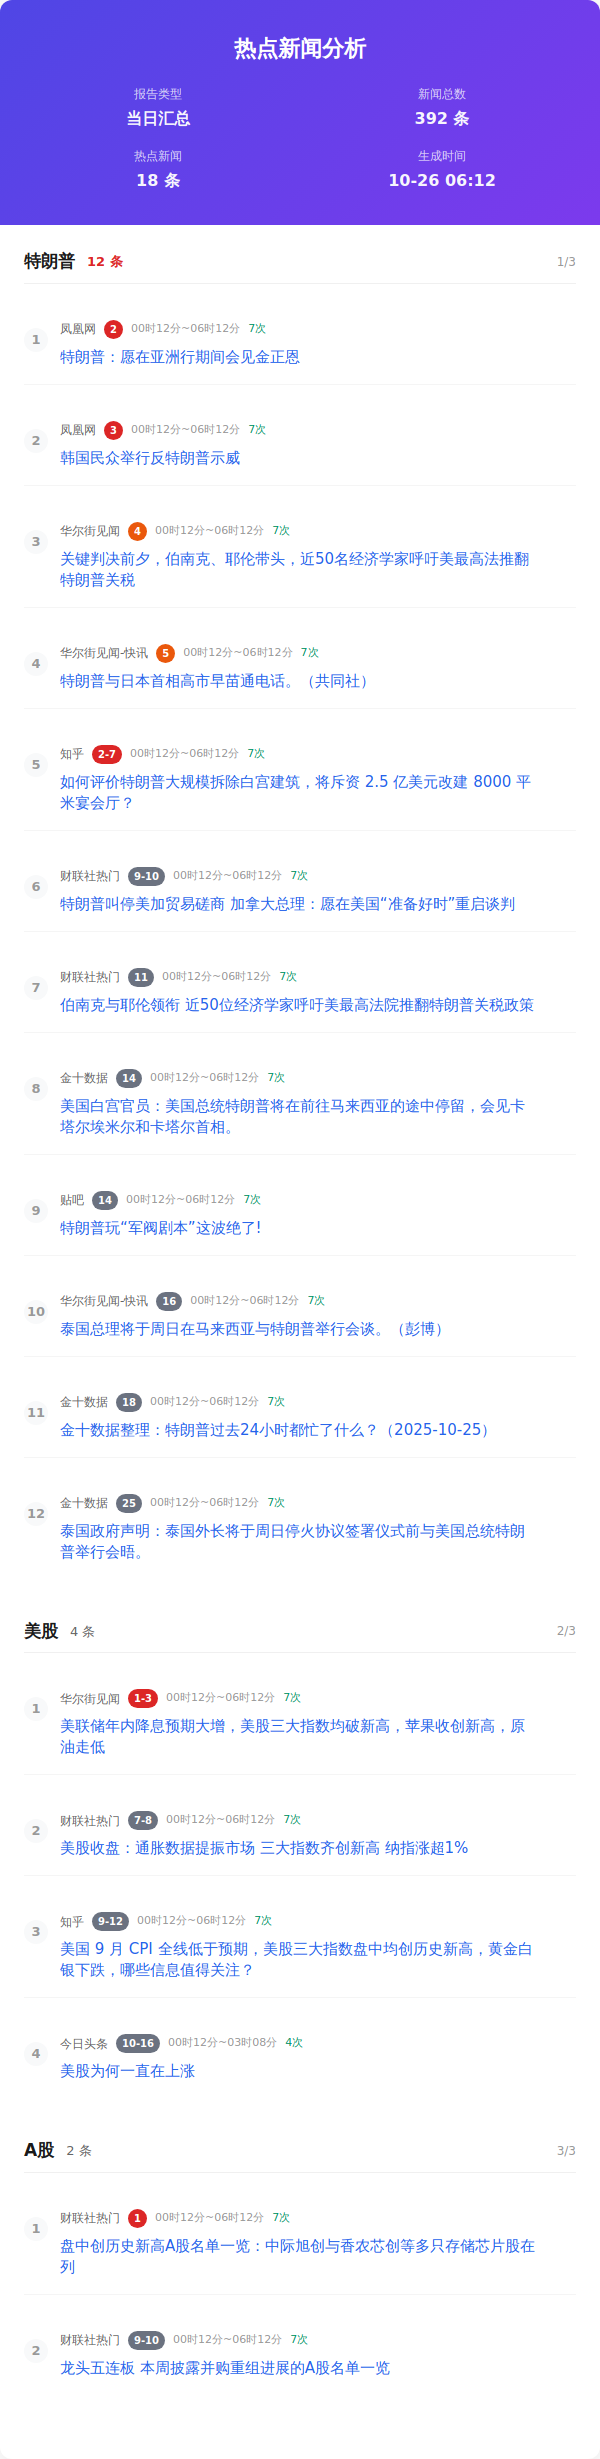 热点新闻分析
报告类型
新闻总数
当日汇总
392 条
热点新闻
生成时间
18 条
10-26 06:12
特朗普 12 条 1/3
1 凤凰网 2 00时12分~06时12分 7次
特朗普：愿在亚洲行期间会见金正恩
2 凤凰网 3 00时12分~06时12分 7次
韩国民众举行反特朗普示威
3 华尔街见闻 4 00时12分~06时12分 7次
关键判决前夕，伯南克、耶伦带头，近50名经济学家呼吁美最高法推翻
特朗普关税
4 华尔街见闻-快讯 5 00时12分~06时12分 7次
特朗普与日本首相高市早苗通电话。（共同社）
5 知乎 2-7 00时12分~06时12分 7次
如何评价特朗普大规模拆除白宫建筑，将斥资 2.5 亿美元改建 8000 平
米宴会厅？
6 财联社热门 9-10 00时12分~06时12分 7次
特朗普叫停美加贸易磋商 加拿大总理：愿在美国“准备好时”重启谈判
7 财联社热门 11 00时12分~06时12分 7次
伯南克与耶伦领衔 近50位经济学家呼吁美最高法院推翻特朗普关税政策
8 金十数据 14 00时12分~06时12分 7次
美国白宫官员：美国总统特朗普将在前往马来西亚的途中停留，会见卡
塔尔埃米尔和卡塔尔首相。
9 贴吧 14 00时12分~06时12分 7次
特朗普玩“军阀剧本”这波绝了!
10 华尔街见闻-快讯 16 00时12分~06时12分 7次
泰国总理将于周日在马来西亚与特朗普举行会谈。（彭博）
11 金十数据 18 00时12分~06时12分 7次
金十数据整理：特朗普过去24小时都忙了什么？（2025-10-25）
12 金十数据 25 00时12分~06时12分 7次
泰国政府声明：泰国外长将于周日停火协议签署仪式前与美国总统特朗
普举行会晤。
美股 4 条 2/3
1 华尔街见闻 1-3 00时12分~06时12分 7次
美联储年内降息预期大增，美股三大指数均破新高，苹果收创新高，原
油走低
2 财联社热门 7-8 00时12分~06时12分 7次
美股收盘：通胀数据提振市场 三大指数齐创新高 纳指涨超1%
3 知乎 9-12 00时12分~06时12分 7次
美国 9 月 CPI 全线低于预期，美股三大指数盘中均创历史新高，黄金白
银下跌，哪些信息值得关注？
4 今日头条 10-16 00时12分~03时08分 4次
美股为何一直在上涨
A股 2 条 3/3
1 财联社热门 1 00时12分~06时12分 7次
盘中创历史新高A股名单一览：中际旭创与香农芯创等多只存储芯片股在
列
2 财联社热门 9-10 00时12分~06时12分 7次
龙头五连板 本周披露并购重组进展的A股名单一览